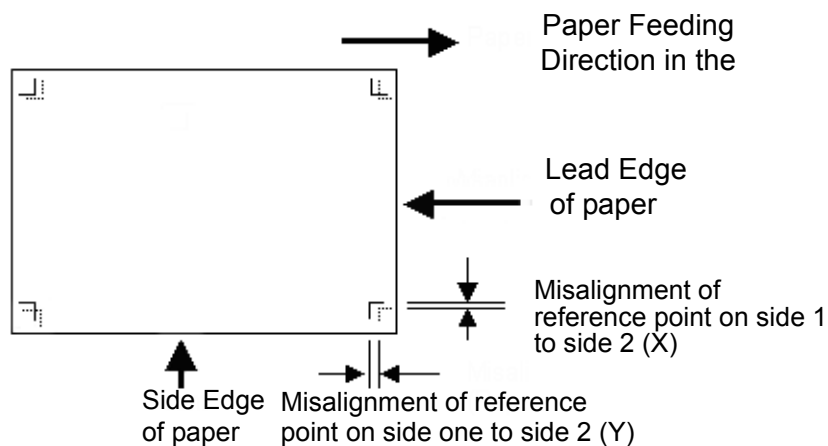 Paper Feeding
Direction in the
Lead Edge
of paper
Misalignment of
reference point on side 1
to side 2 (X)
Side Edge
of paper
Misalignment of reference
point on side one to side 2 (Y)